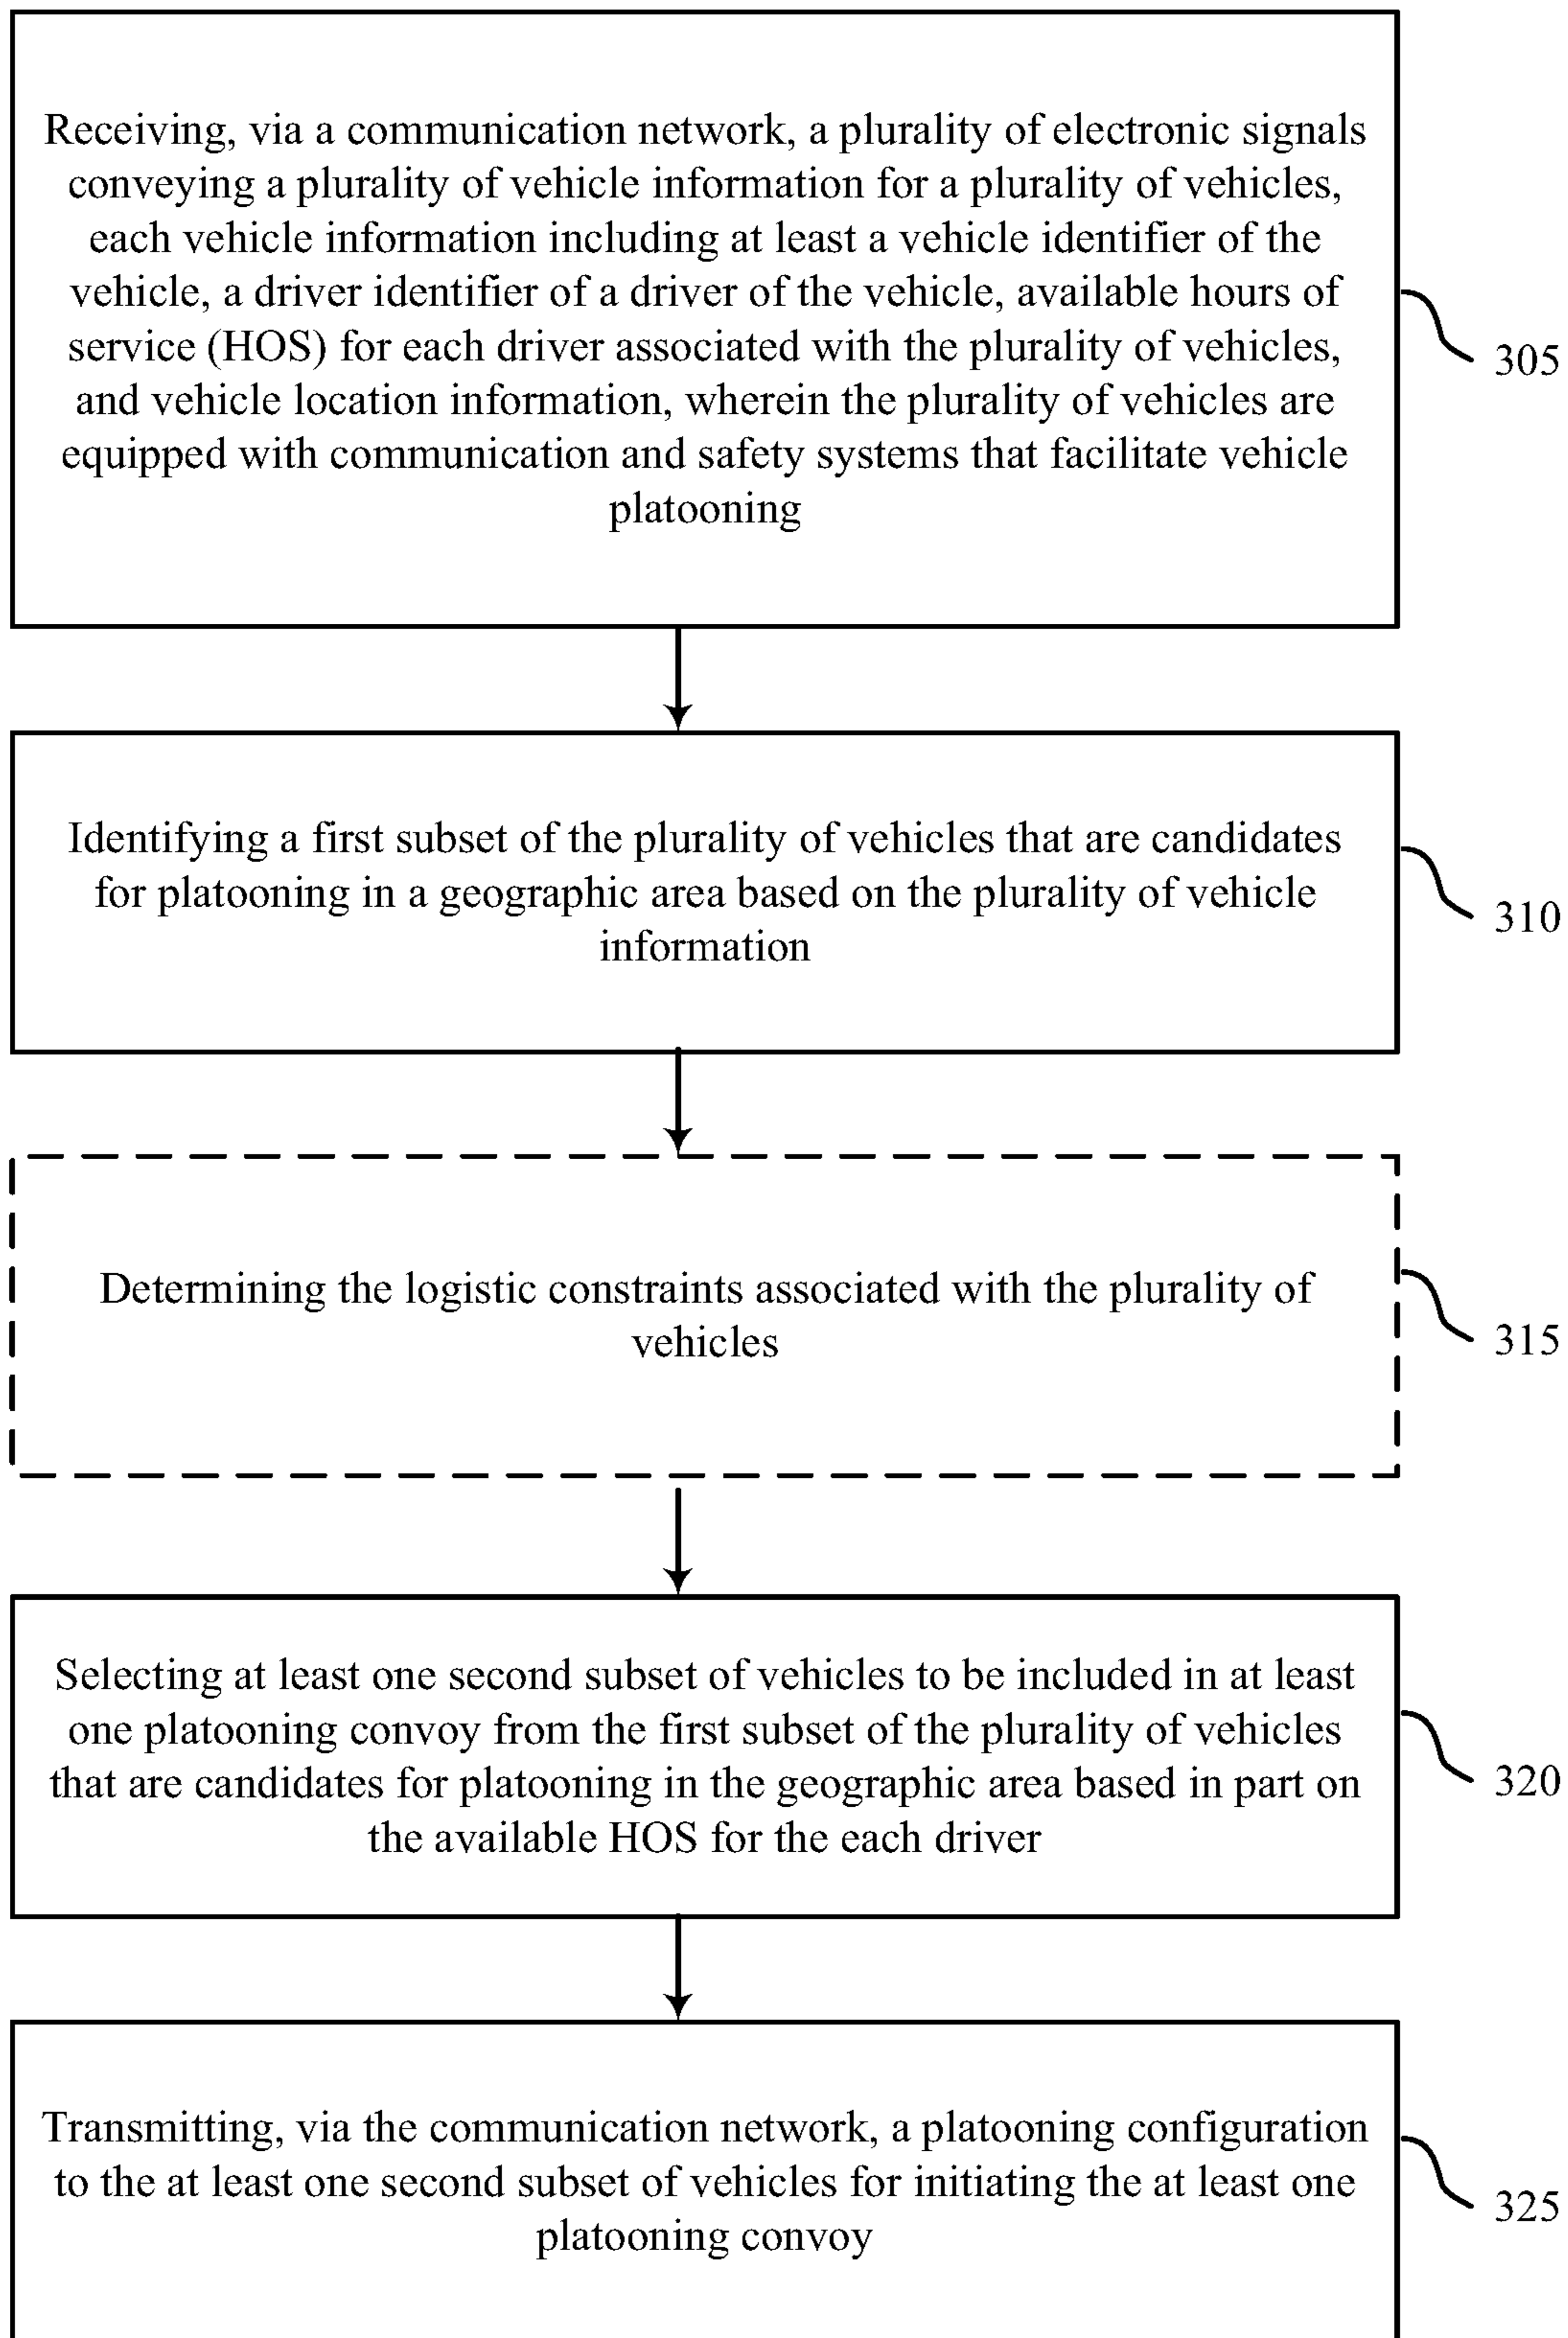 Receiving, via a communication network, a plurality of electronic signals
conveying a plurality of vehicle information for a plurality of vehicles,
each vehicle information including at least a vehicle identifier of the
vehicle, a driver identifier of a driver of the vehicle, available hours of
service (HOS) for each driver associated with the plurality of vehicles,
and vehicle location information, wherein the plurality of vehicles are
equipped with communication and safety systems that facilitate vehicle
platooning
305
Identifying a first subset of the plurality of vehicles that are candidates
for platooning in a geographic area based on the plurality of vehicle
information
310
Determining the logistic constraints associated with the plurality of
vehicles
315
Selecting at least one second subset of vehicles to be included in at least
one platooning convoy from the first subset of the plurality of vehicles
that are candidates for platooning in the geographic area based in part on
the available HOS for the each driver
320
Transmitting, via the communication network, a platooning configuration
to the at least one second subset of vehicles for initiating the at least one
platooning convoy
325